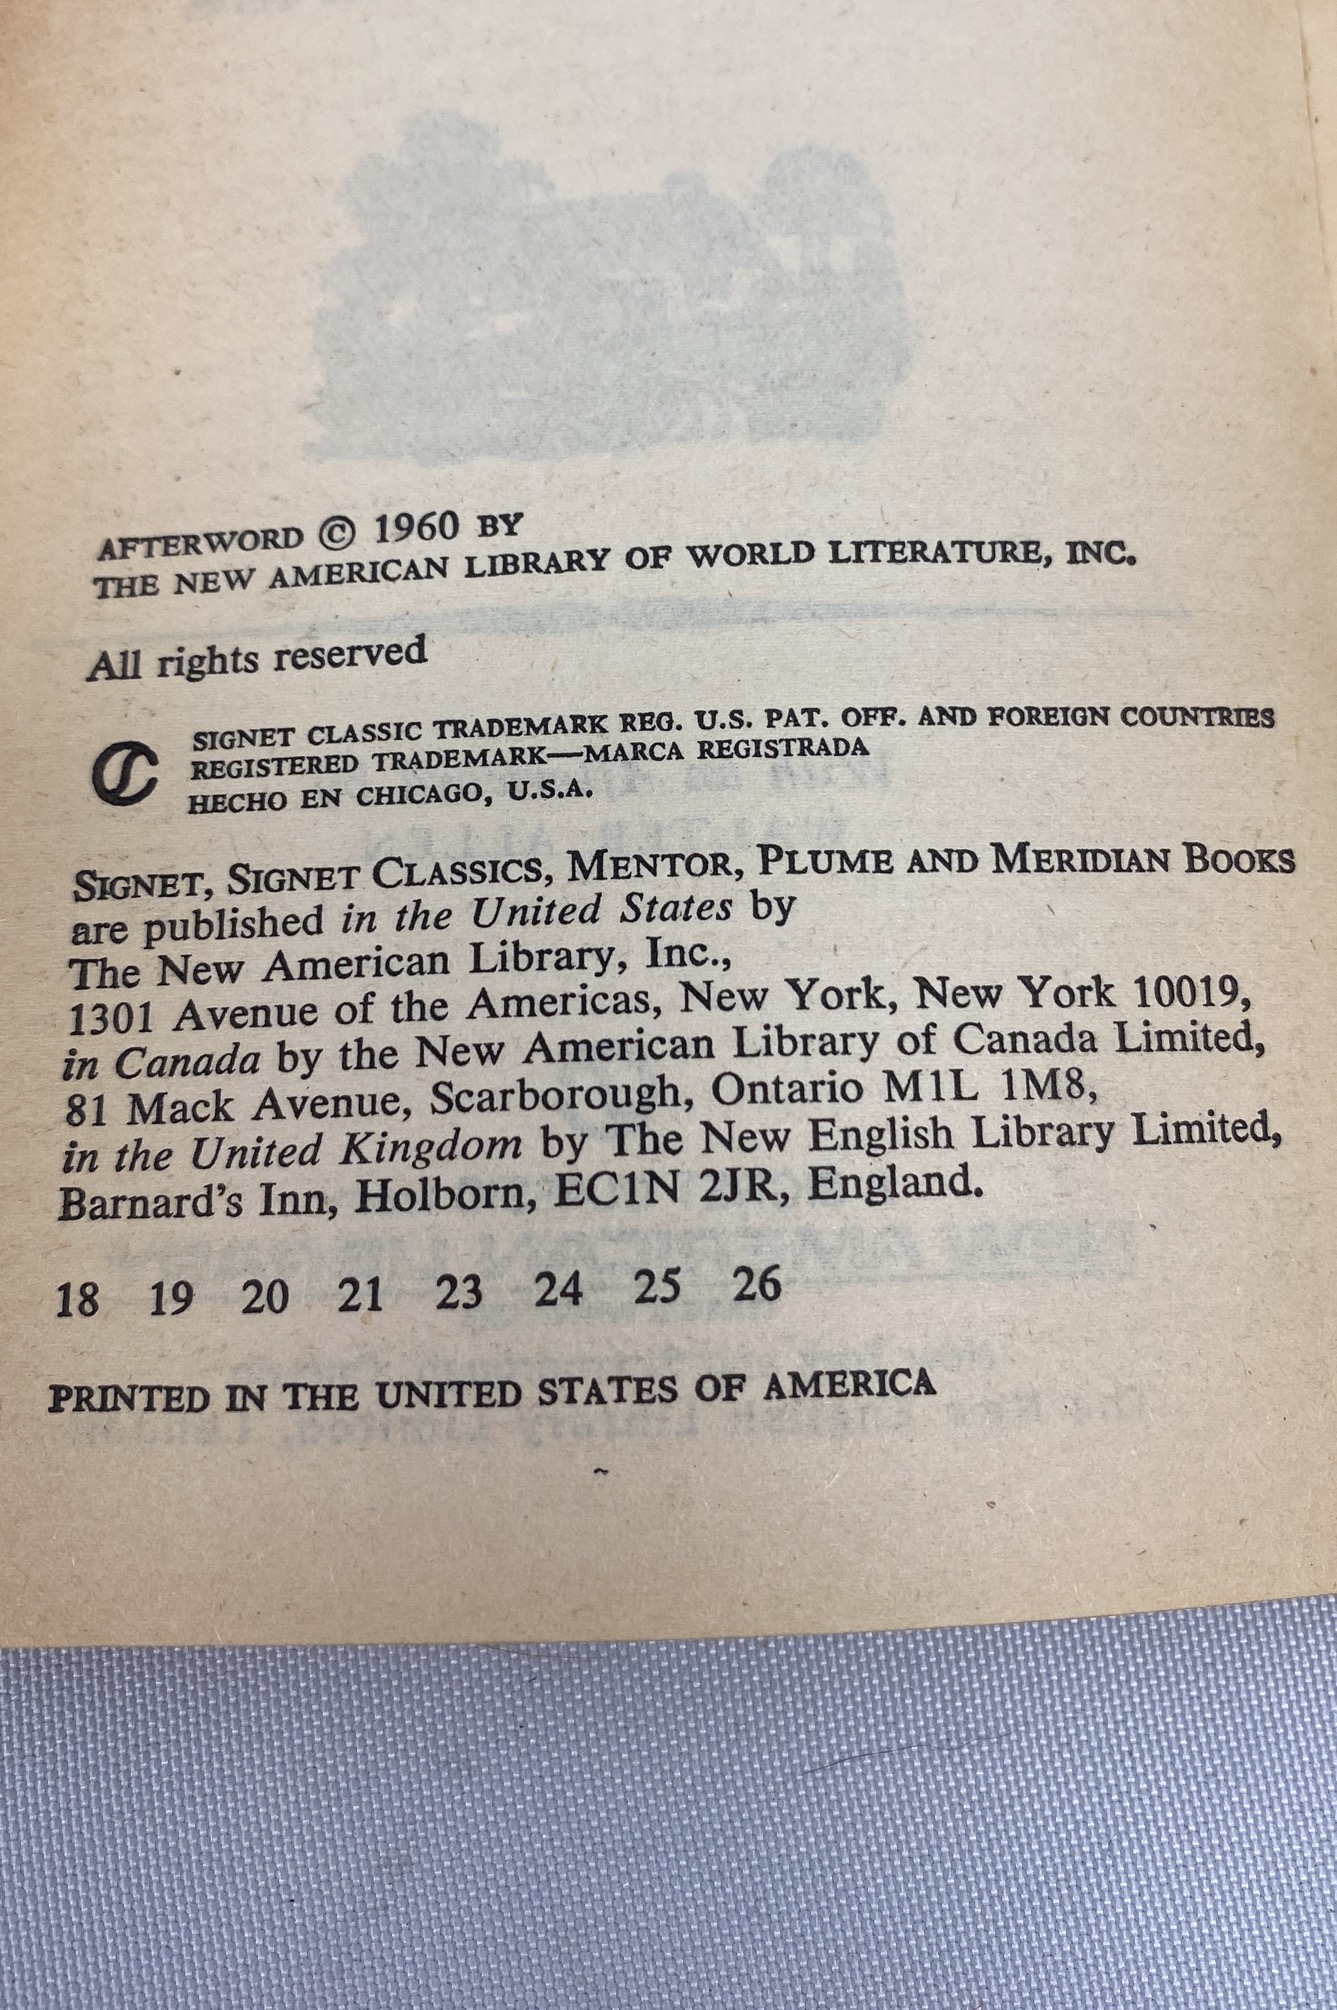 AFTERWORD © 1960 BY
THE NEW AMERICAN LIBRARY OF WORLD LITERATURE, INC.
All rights reserved
SIGNET CLASSIC TRADEMARK REG. U.S. PAT. OFF. AND FOREIGN COUNTRIES
REGISTERED TRADEMARK—MARCA REGISTRADA
HECHO EN CHICAGO, U.S.A.
SIGNET, SIGNET CLASSICS, MENTOR, PLUME AND MERIDIAN BOOKS
are published in the United States by
The New American Library, Inc.,
1301 Avenue of the Americas, New York, New York 10019,
in Canada by the New American Library of Canada Limited,
81 Mack Avenue, Scarborough, Ontario M1L 1M8,
in the United Kingdom by The New English Library Limited,
Barnard's Inn, Holborn, EC1N 2JR, England.
18 19 20 21 23 24 25 26
PRINTED IN THE UNITED STATES OF AMERICA